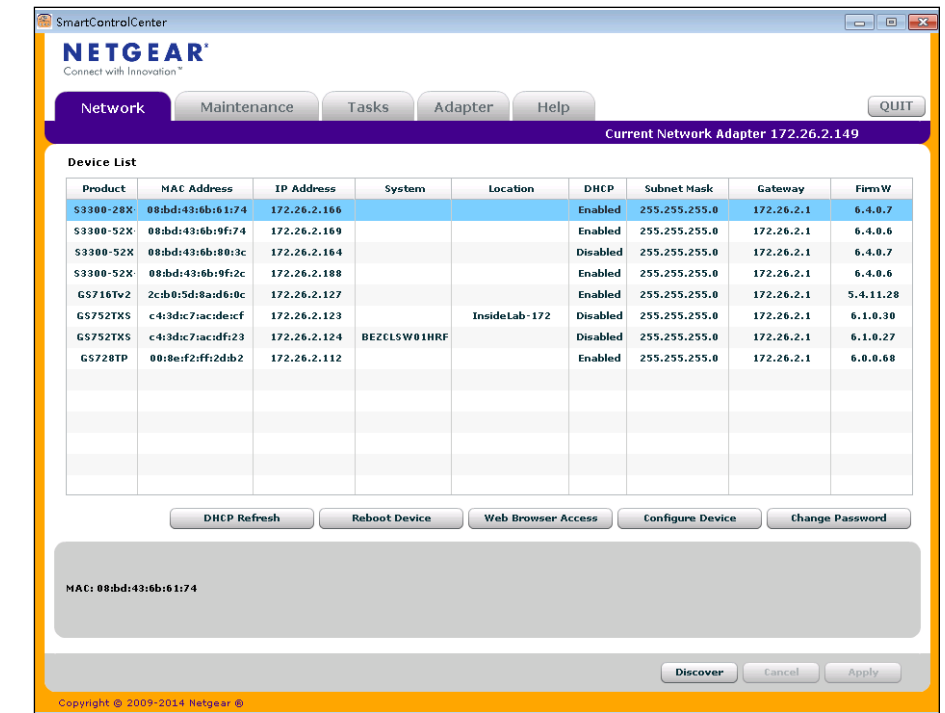 SmartControlCenter
NETGEAR®
Connect with Innovation™
Network Maintenance Tasks Adapter Help QUIT
Current Network Adapter 172.26.2.149
Device List
Product MAC Address IP Address System Location DHCP Subnet Mask Gateway FirmW
S3300-28X- 08:bd:43:6b:61:74 172.26.2.166 Enabled 255.255.255.0 172.26.2.1 6.4.0.7
S3300-52X- 08:bd:43:6b:9f:74 172.26.2.169 Enabled 255.255.255.0 172.26.2.1 6.4.0.6
S3300-52X 08:bd:43:6b:80:3c 172.26.2.164 Disabled 255.255.255.0 172.26.2.1 6.4.0.7
S3300-52X- 08:bd:43:6b:9f:2c 172.26.2.188 Enabled 255.255.255.0 172.26.2.1 6.4.0.6
GS716Tv2 2c:b0:5d:8a:d6:0c 172.26.2.127 Enabled 255.255.255.0 172.26.2.1 5.4.11.28
GS752TXS c4:3d:c7:ac:de:cf 172.26.2.123 InsideLab-172 Disabled 255.255.255.0 172.26.2.1 6.1.0.30
GS752TXS c4:3d:c7:ac:df:23 172.26.2.124 BEZCLSW01HRF Disabled 255.255.255.0 172.26.2.1 6.1.0.27
GS728TP 00:8e:f2:ff:2d:b2 172.26.2.112 Enabled 255.255.255.0 172.26.2.1 6.0.0.68
DHCP Refresh Reboot Device Web Browser Access Configure Device Change Password
MAC: 08:bd:43:6b:61:74
Discover Cancel Apply
Copyright © 2009-2014 Netgear ®